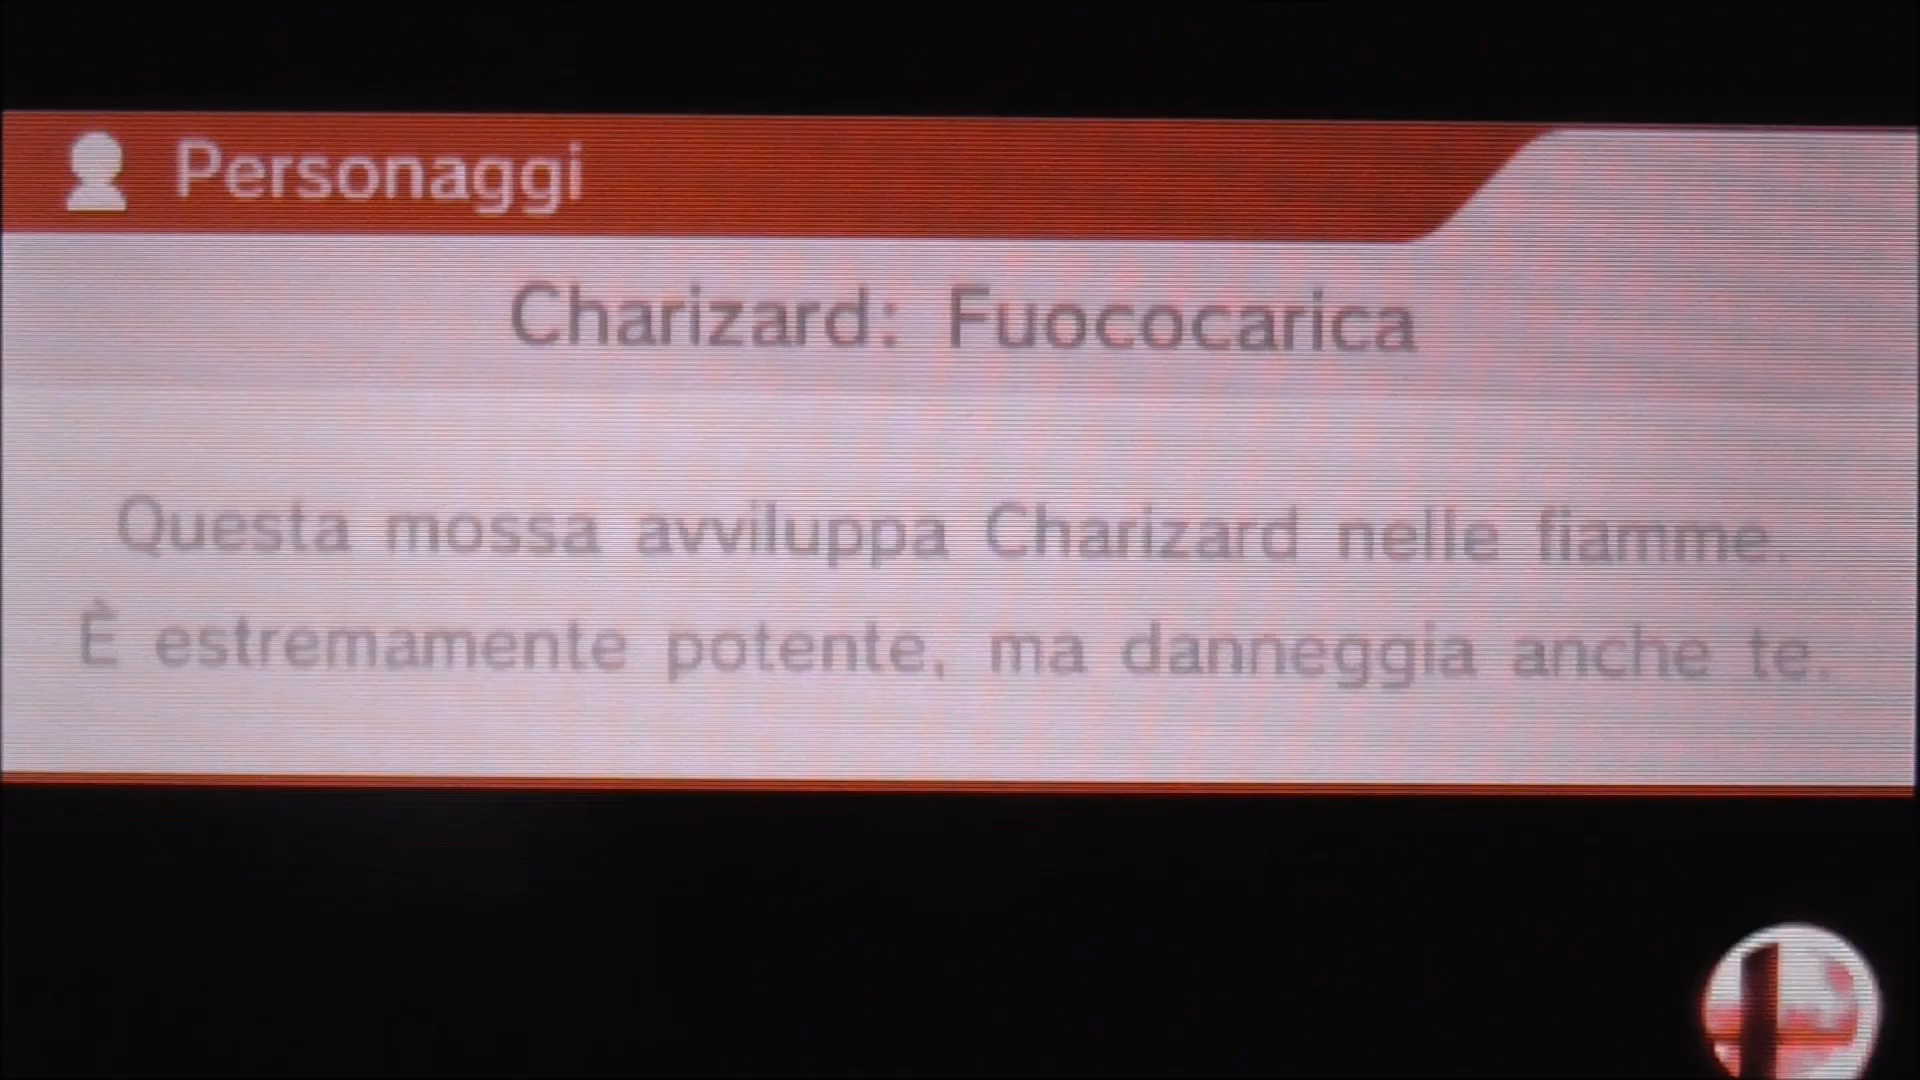 Personaggi
Charizard: Fuococarica
Questa mossa avviluppa Charizard nelle fiamme.
È estremamente potente, ma danneggia anche te.